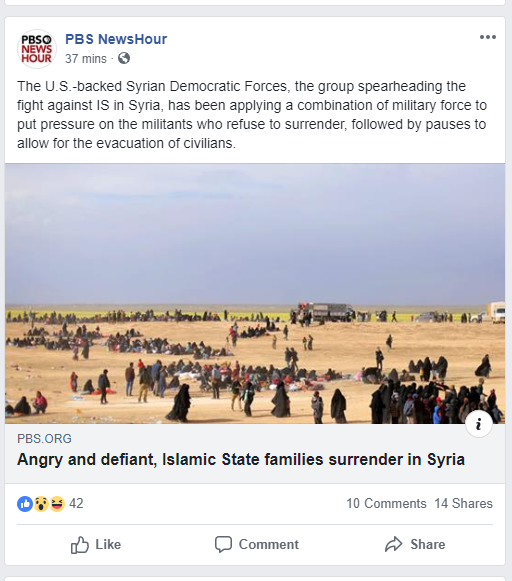 PBS
NEWS
HOUR
PBS NewsHour
37 mins ·
The U.S.-backed Syrian Democratic Forces, the group spearheading the
fight against IS in Syria, has been applying a combination of military force to
put pressure on the militants who refuse to surrender, followed by pauses to
allow for the evacuation of civilians.
i
PBS.ORG
Angry and defiant, Islamic State families surrender in Syria
42
10 Comments 14 Shares
Like Comment Share